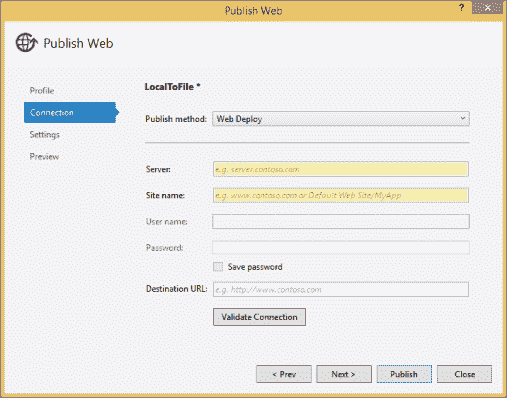 Publish Web
?
Publish Web
Profile
Connection
Settings
Preview
LocalToFile *
Publish method: Web Deploy
Server: e.g. server.contoso.com
Site name: e.g. www.contoso.com or Default Web Site/MyApp
User name:
Password:
Save password
Destination URL: e.g. http://www.contoso.com
Validate Connection
< Prev Next > Publish Close